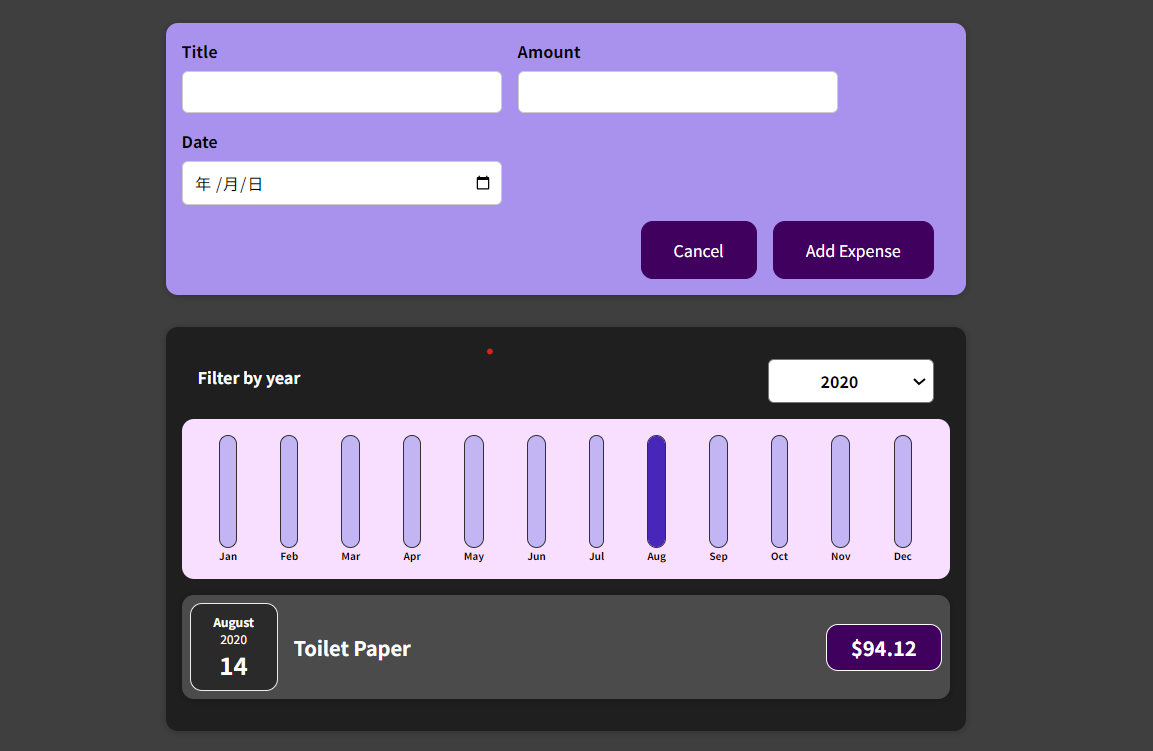 Title Amount
Date
年 /月/日
Cancel Add Expense
Filter by year 2020
Jan Feb Mar Apr May Jun Jul Aug Sep Oct Nov Dec
August
2020
14
Toilet Paper
$94.12